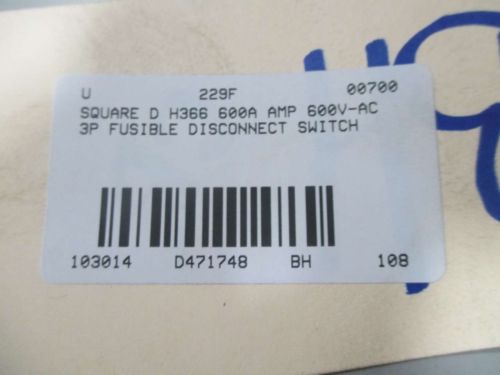 U 229F 00700
SQUARE D H366 600A AMP 600V-AC
3P FUSIBLE DISCONNECT SWITCH
103014 D471748 BH 108